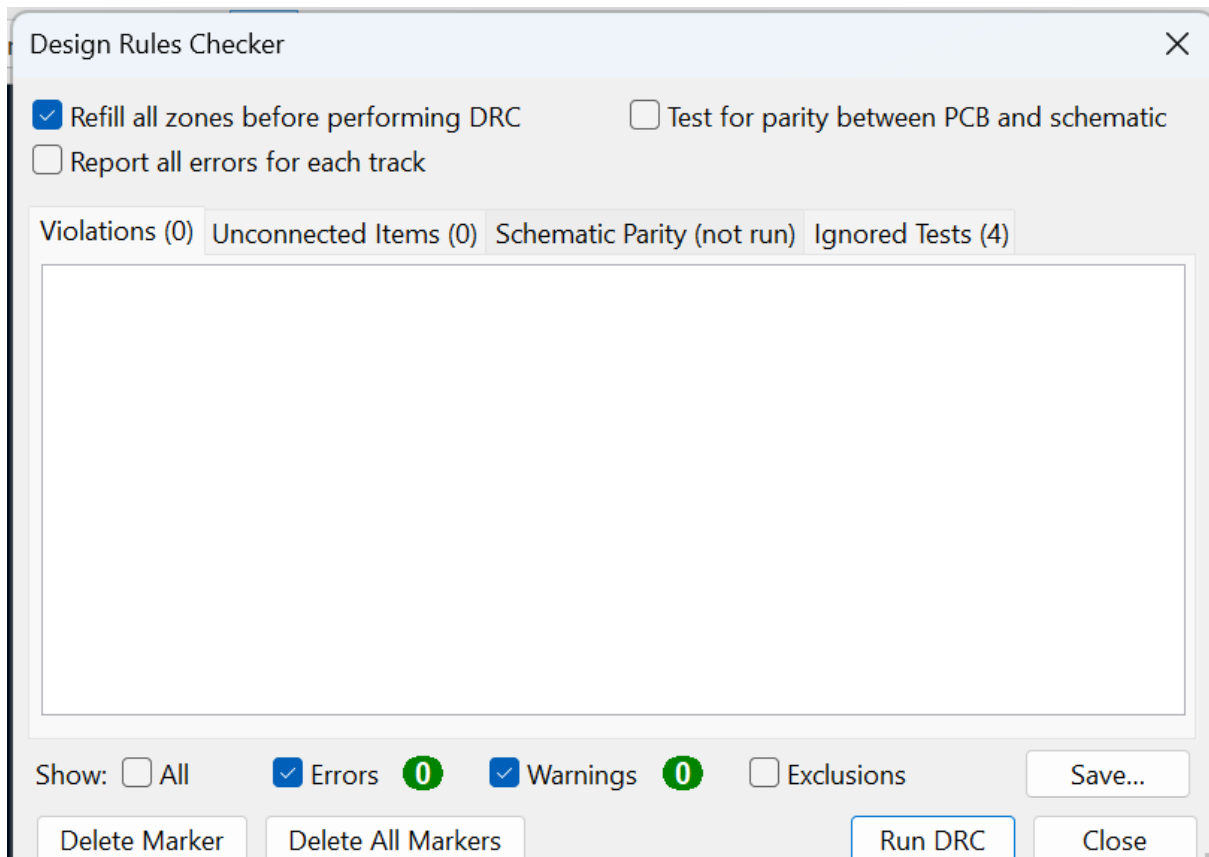 Design Rules Checker
Refill all zones before performing DRC Test for parity between PCB and schematic
Report all errors for each track
Violations (0) Unconnected Items (0) Schematic Parity (not run) Ignored Tests (4)
Show: All Errors 0 Warnings 0 Exclusions Save...
Delete Marker Delete All Markers Run DRC Close